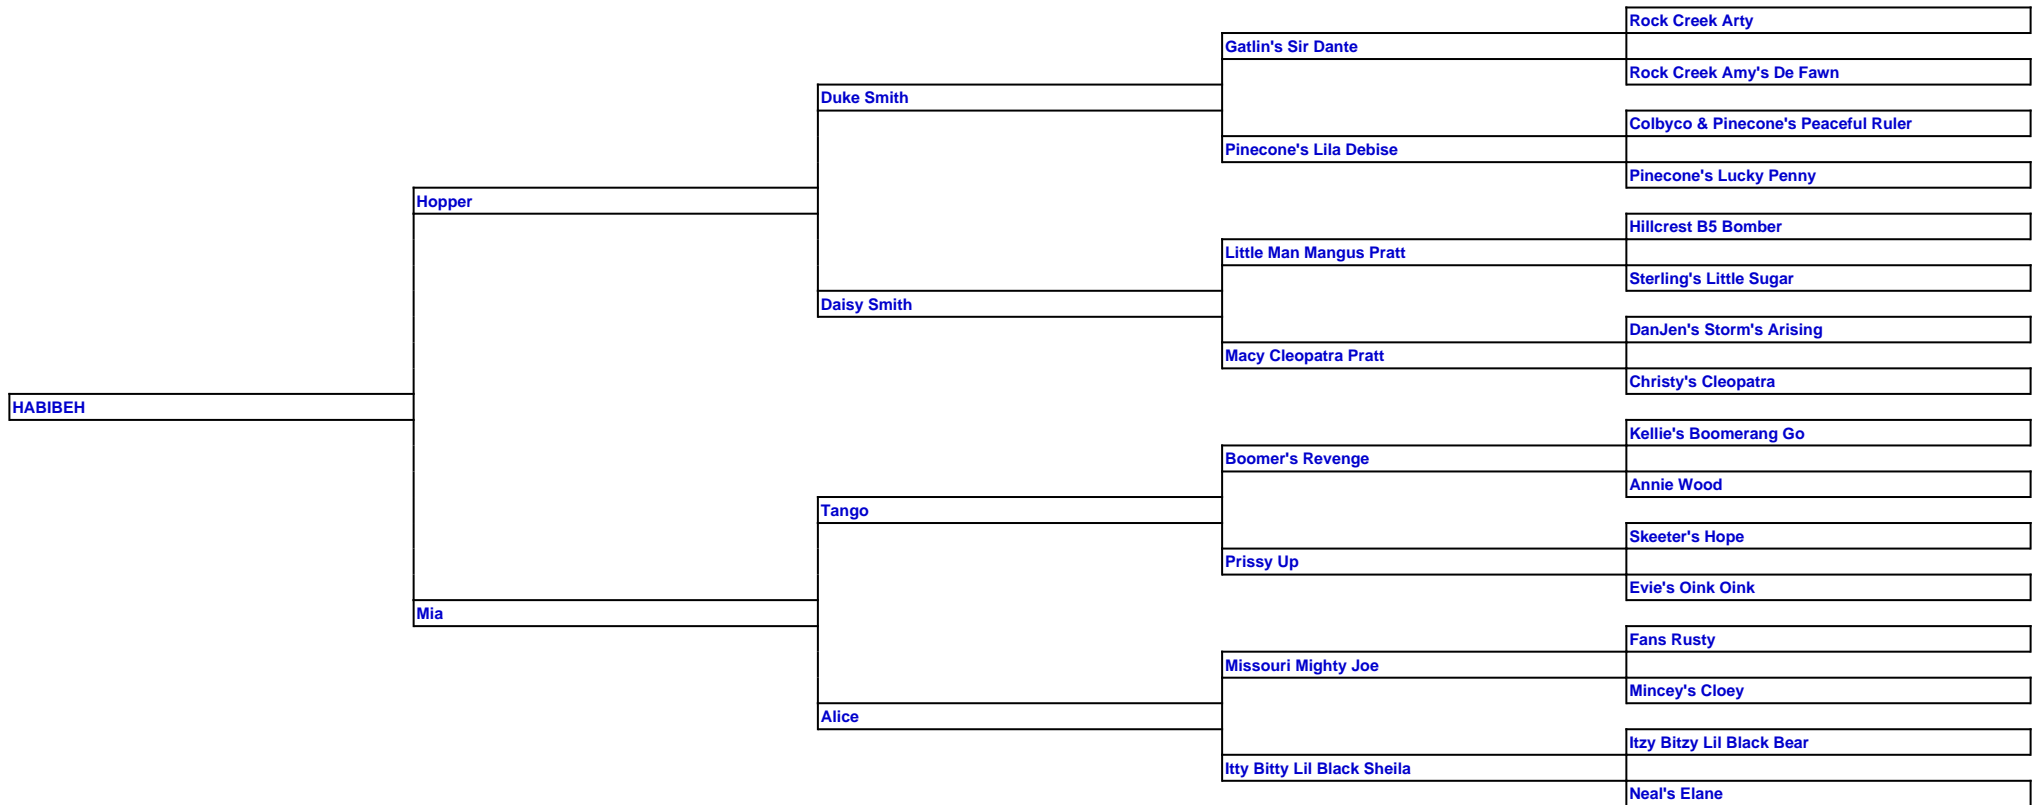 Rock Creek Arty
Gatlin's Sir Dante
Rock Creek Amy's De Fawn
Duke Smith
Colbyco & Pinecone's Peaceful Ruler
Pinecone's Lila Debise
Pinecone's Lucky Penny
Hopper
Hillcrest B5 Bomber
Little Man Mangus Pratt
Sterling's Little Sugar
Daisy Smith
DanJen's Storm's Arising
Macy Cleopatra Pratt
Christy's Cleopatra
HABIBEH
Kellie's Boomerang Go
Boomer's Revenge
Annie Wood
Tango
Skeeter's Hope
Prissy Up
Evie's Oink Oink
Mia
Fans Rusty
Missouri Mighty Joe
Mincey's Cloey
Alice
Itzy Bitzy Lil Black Bear
Itty Bitty Lil Black Sheila
Neal's Elane